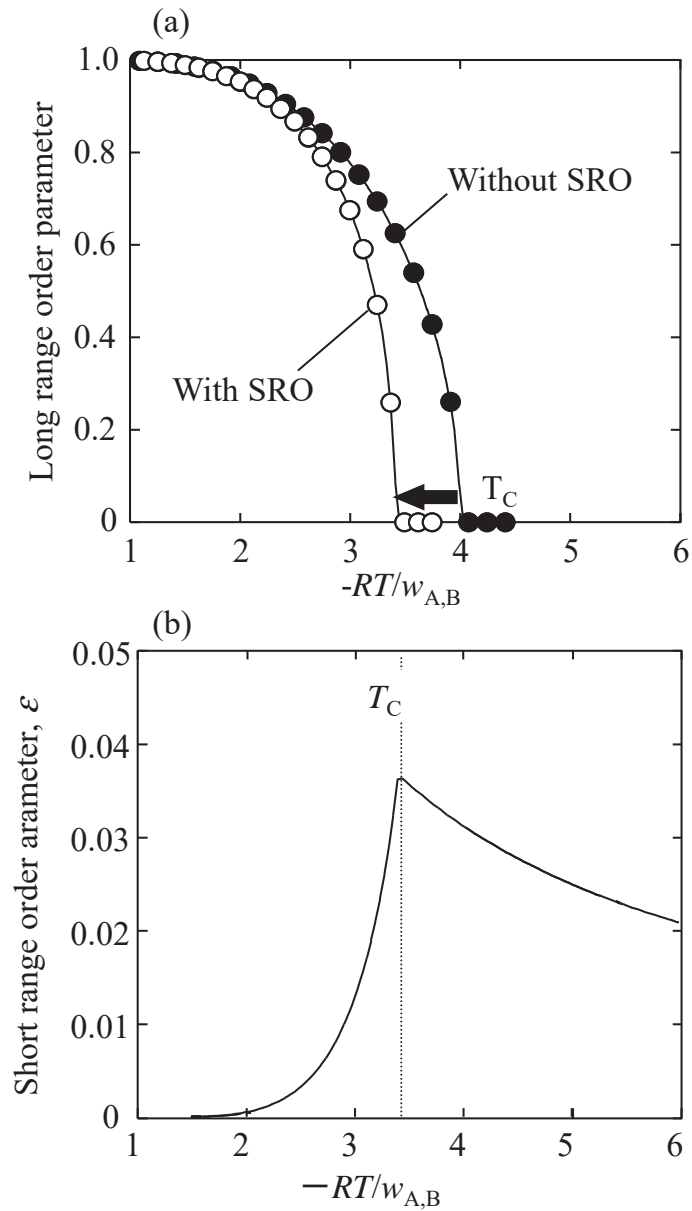 (a)
Long range order parameter
1.0
0.8
0.6
0.4
0.2
0
Without SRO
With SRO
T_C
1 2 3 4 5 6
-RT/w_A,B
(b)
Short range order arameter, ε
0.05
0.04
0.03
0.02
0.01
0
T_C
1 2 3 4 5 6
— RT/w_A,B